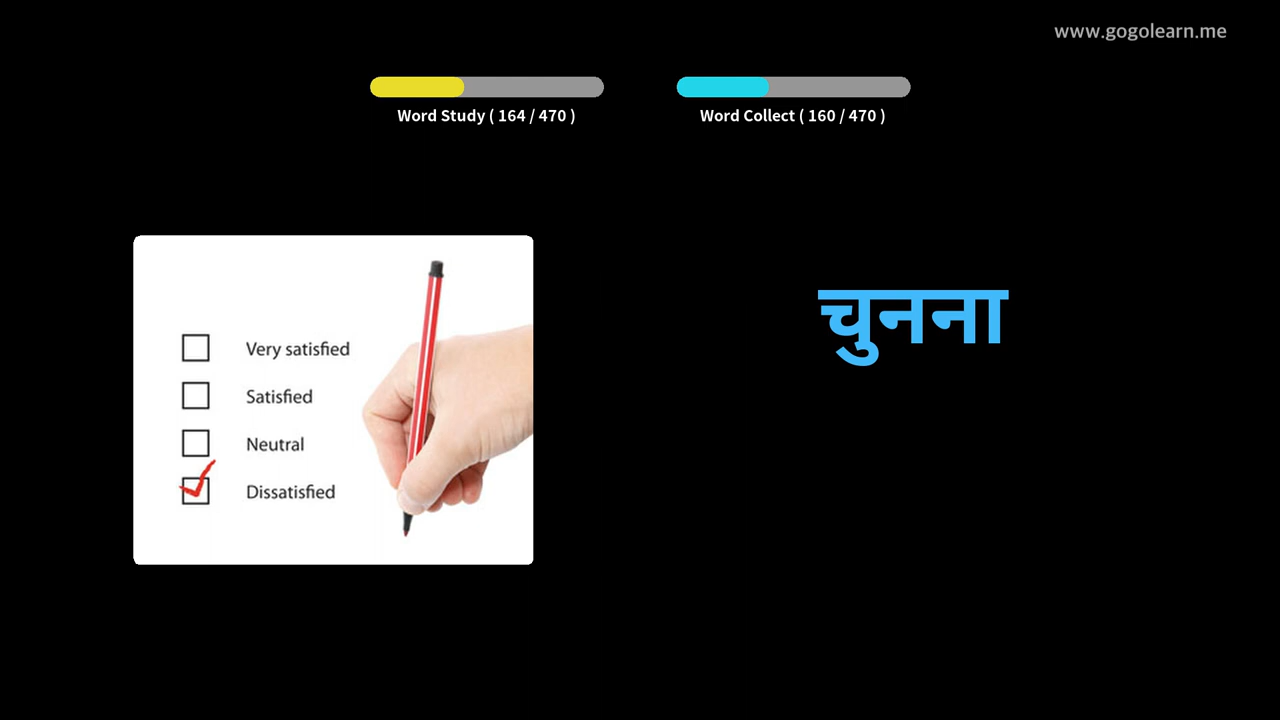 www.gogolearn.me
Word Study ( 164 / 470 )
Word Collect ( 160 / 470 )
Very satisfied
Satisfied
Neutral
Dissatisfied
चुनना